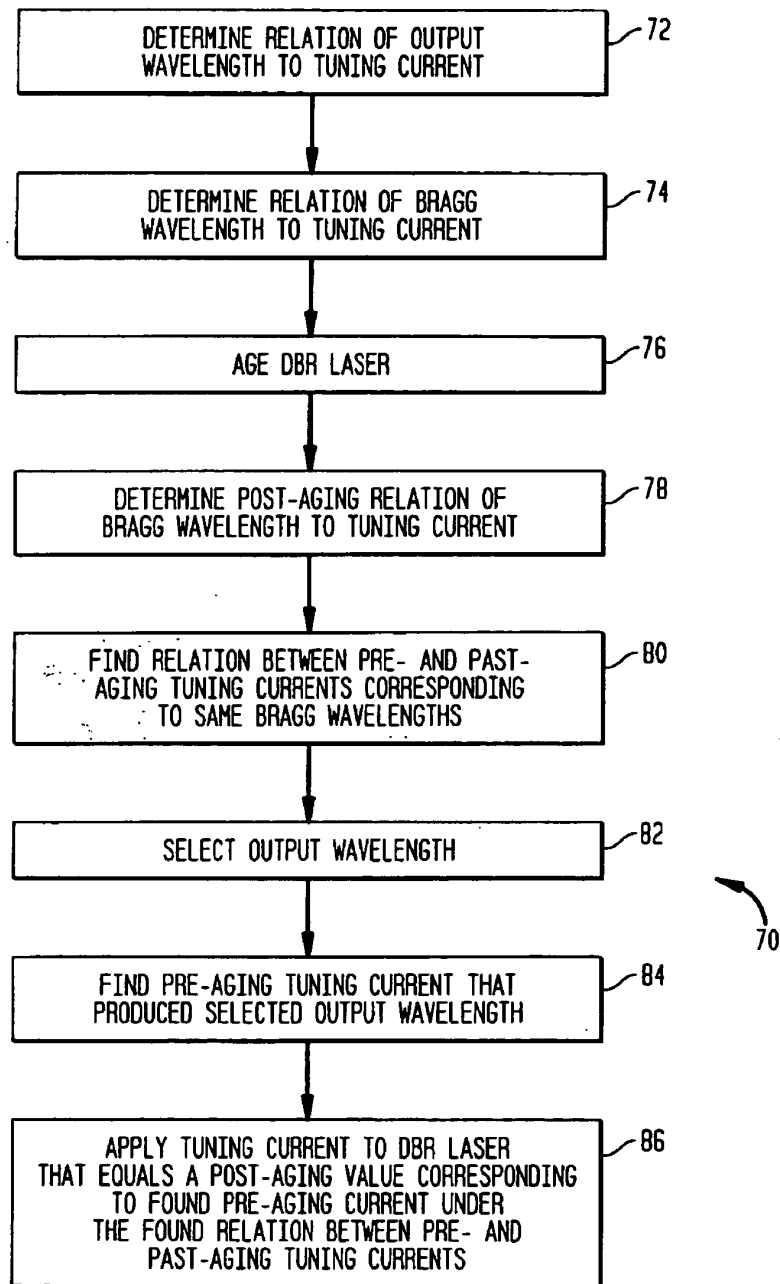 DETERMINE RELATION OF OUTPUT
WAVELENGTH TO TUNING CURRENT
72
DETERMINE RELATION OF BRAGG
WAVELENGTH TO TUNING CURRENT
74
AGE DBR LASER
76
DETERMINE POST-AGING RELATION OF
BRAGG WAVELENGTH TO TUNING CURRENT
78
FIND RELATION BETWEEN PRE- AND PAST-
AGING TUNING CURRENTS CORRESPONDING
TO SAME BRAGG WAVELENGTHS
80
SELECT OUTPUT WAVELENGTH
82
70
FIND PRE-AGING TUNING CURRENT THAT
PRODUCED SELECTED OUTPUT WAVELENGTH
84
APPLY TUNING CURRENT TO DBR LASER
THAT EQUALS A POST-AGING VALUE CORRESPONDING
TO FOUND PRE-AGING CURRENT UNDER
THE FOUND RELATION BETWEEN PRE- AND
PAST-AGING TUNING CURRENTS
86